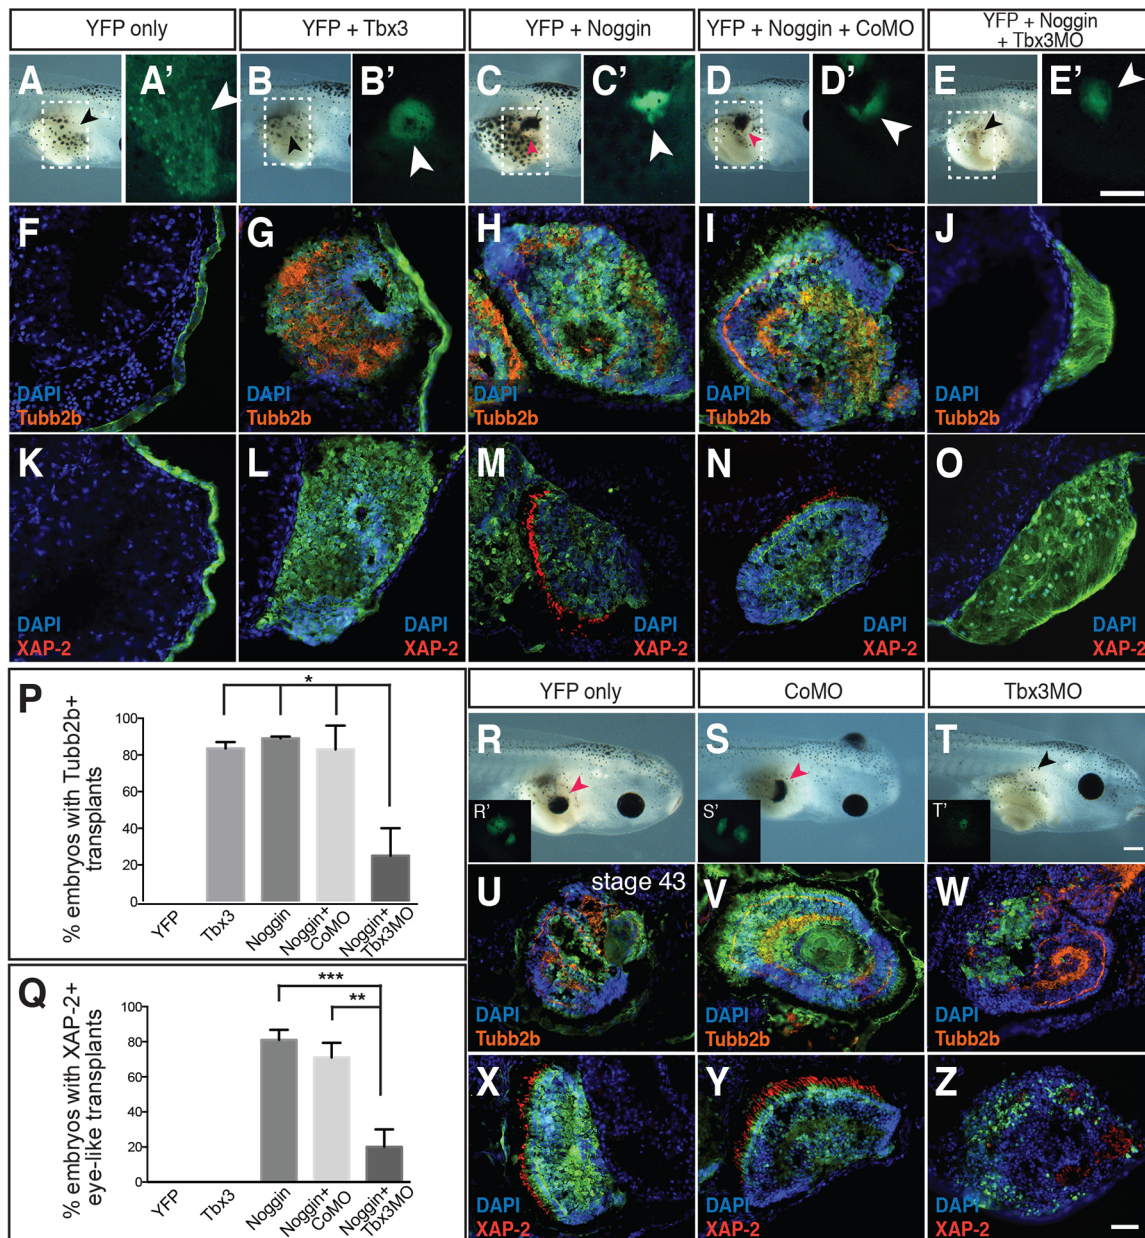 YFP only
YFP + Tbx3
YFP + Noggin
YFP + Noggin + CoMO
YFP + Noggin
+ Tbx3MO
A
A’
B
B’
C
C’
D
D’
E
E’
F
DAPI
Tubb2b
G
DAPI
Tubb2b
H
DAPI
Tubb2b
I
DAPI
Tubb2b
J
DAPI
Tubb2b
K
DAPI
XAP-2
L
DAPI
XAP-2
M
DAPI
XAP-2
N
DAPI
XAP-2
O
DAPI
XAP-2
P
% embryos with Tubb2b+
transplants
100
80
60
40
20
0
*
YFP
Tbx3
Noggin
Noggin+
CoMO
Noggin+
Tbx3MO
Q
% embryos with XAP-2+
eye-like transplants
100
80
60
40
20
0
***
**
YFP
Tbx3
Noggin
Noggin+
CoMO
Noggin+
Tbx3MO
YFP only
CoMO
Tbx3MO
R
R’
S
S’
T
T’
U
stage 43
DAPI
Tubb2b
V
DAPI
Tubb2b
W
DAPI
Tubb2b
X
DAPI
XAP-2
Y
DAPI
XAP-2
Z
DAPI
XAP-2